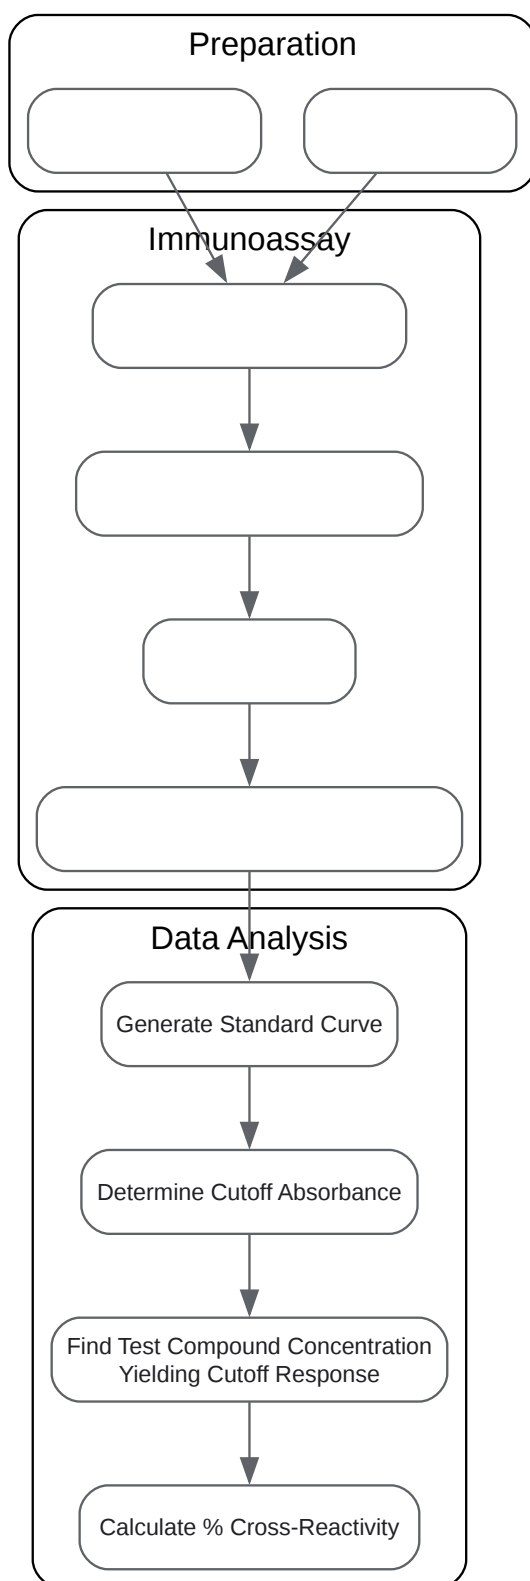 Preparation
Immunoassay
Data Analysis
Generate Standard Curve
Determine Cutoff Absorbance
Find Test Compound Concentration
Yielding Cutoff Response
Calculate % Cross-Reactivity